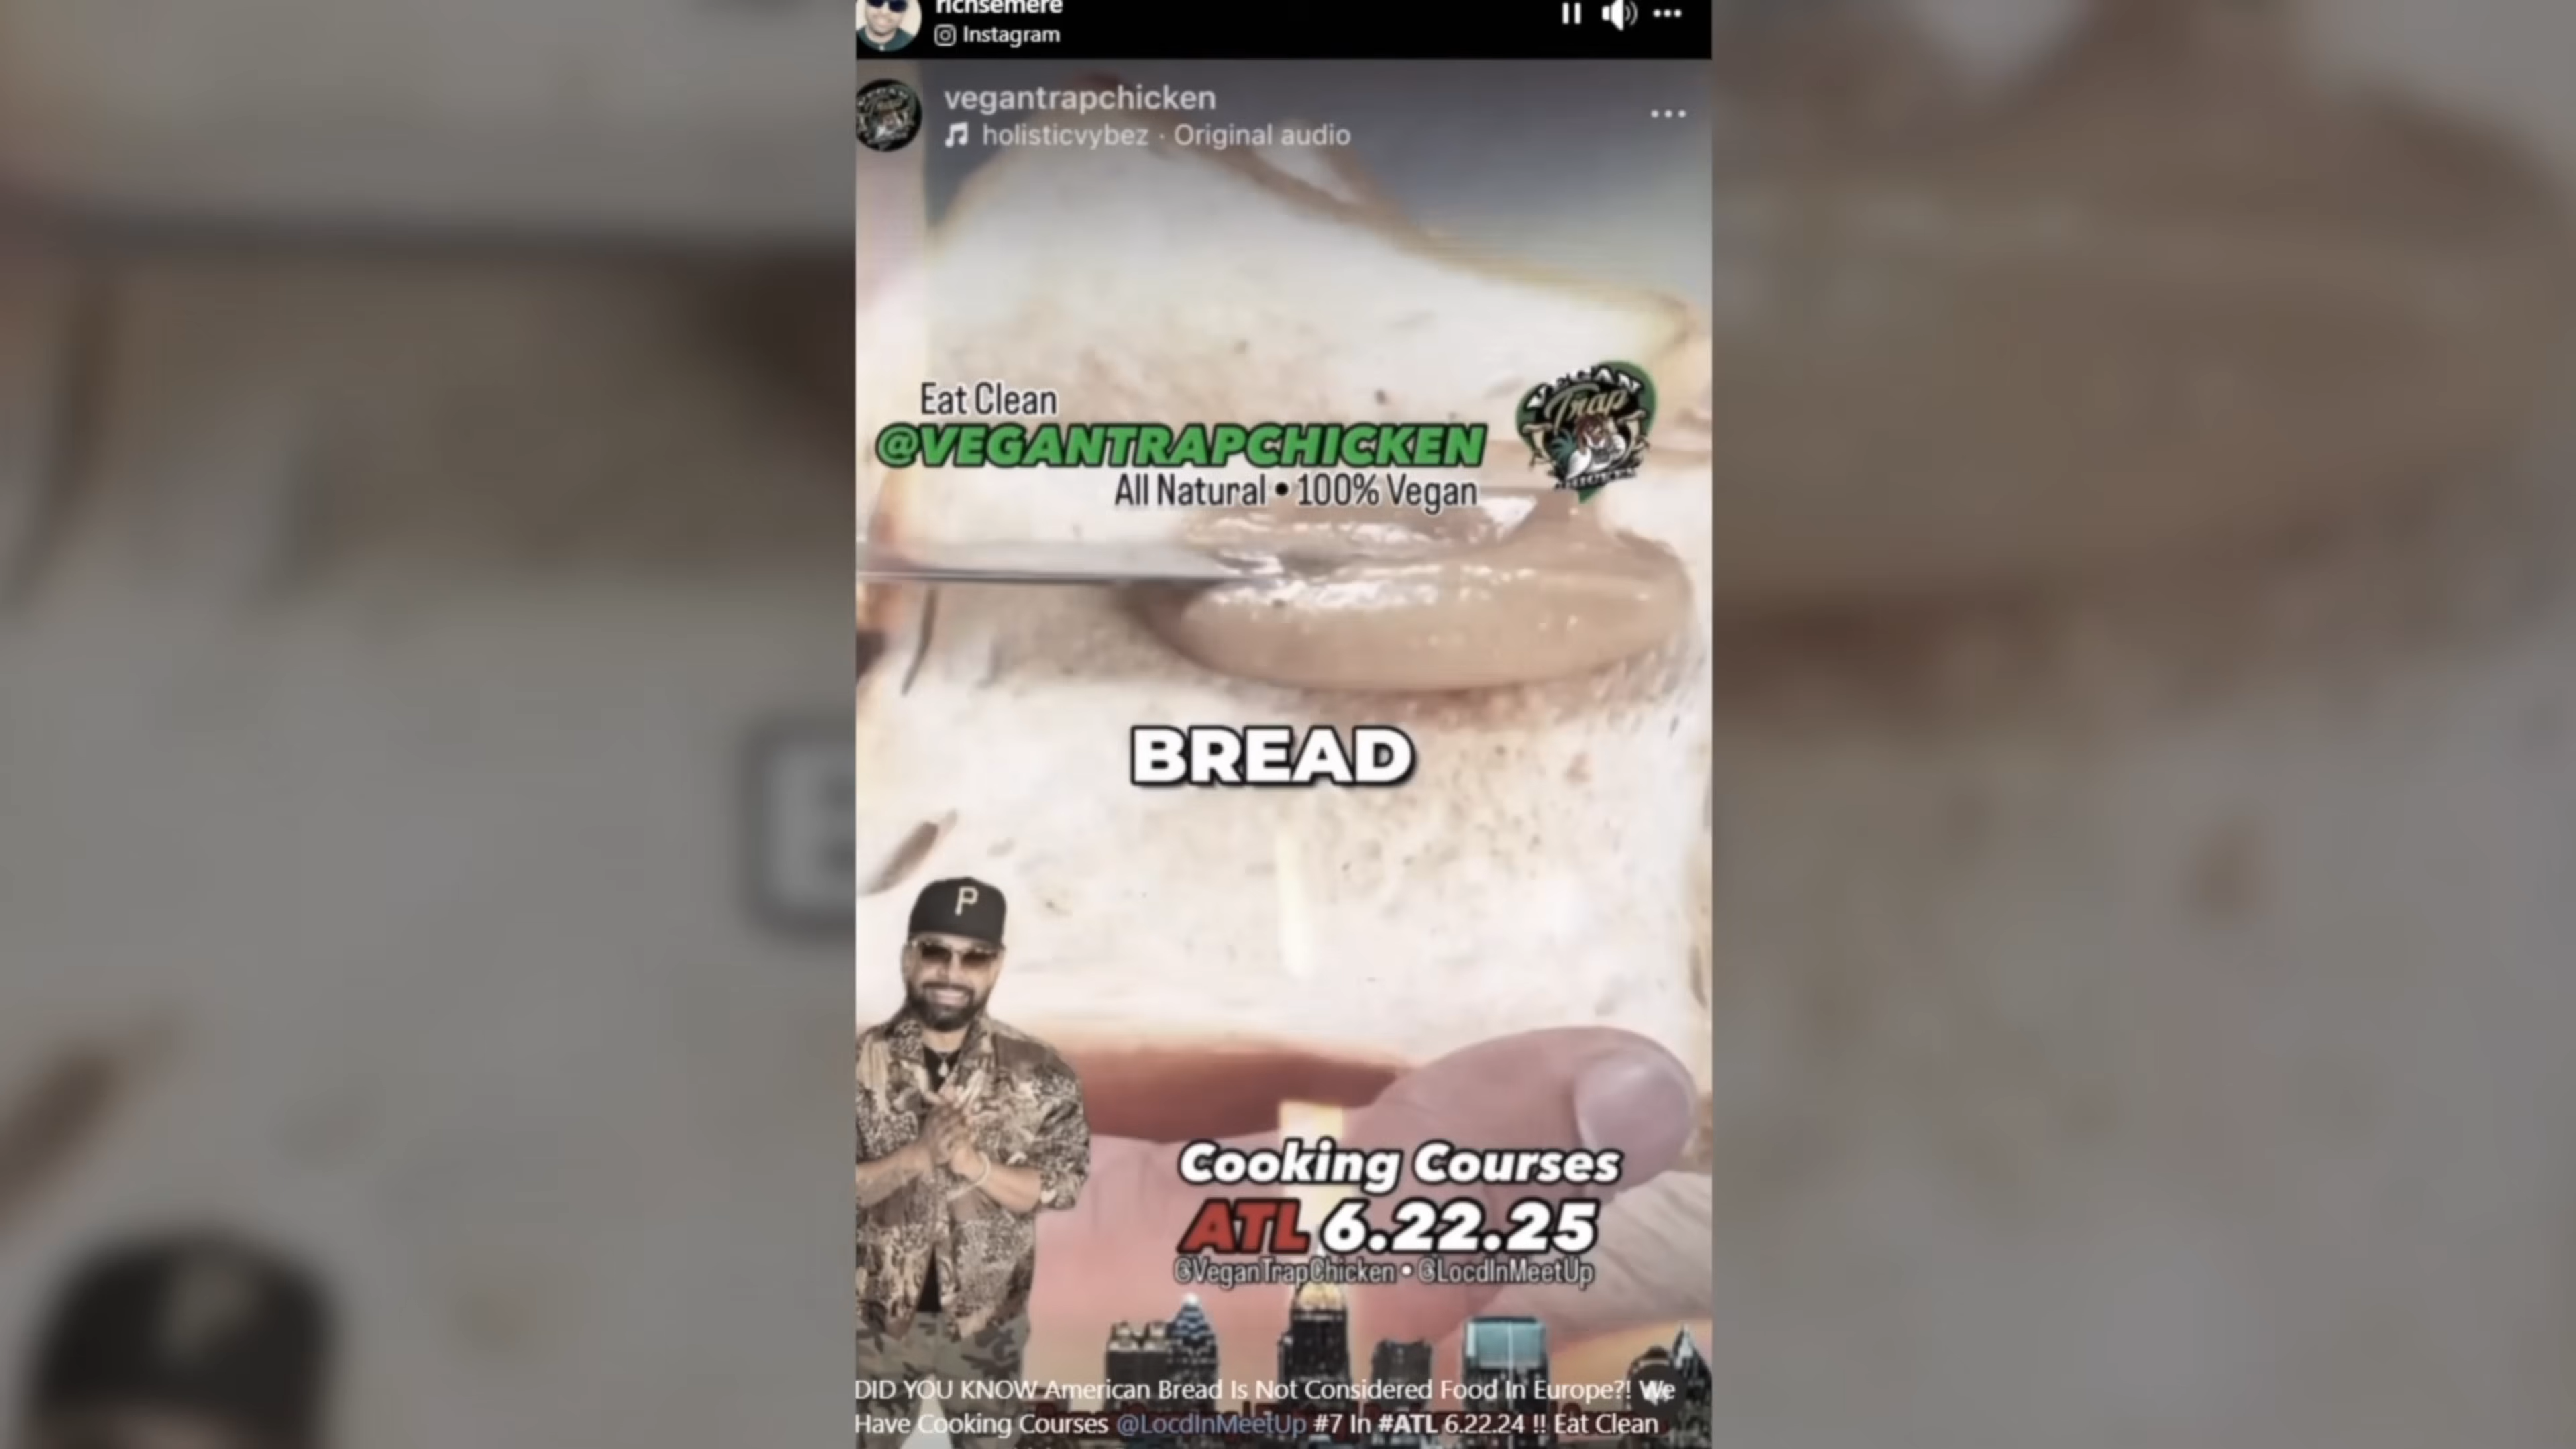 richsemere
Instagram
vegantrapchicken
holisticvybez · Original audio
Eat Clean
@VEGANTRAPCHICKEN
All Natural • 100% Vegan
VEGAN
Trap
BREAD
P
Cooking Courses
ATL 6.22.25
@VeganTrapChicken • @LocdInMeetUp
DID YOU KNOW American Bread Is Not Considered Food In Europe?! We
Have Cooking Courses @LocdInMeetUp #7 In #ATL 6.22.24 !! Eat Clean